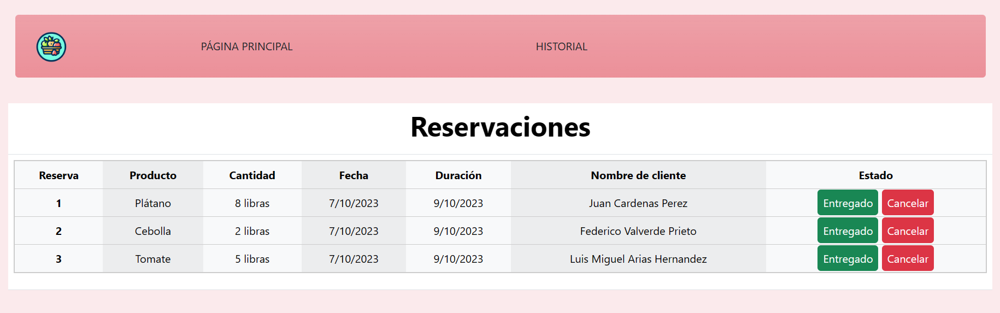 PÁGINA PRINCIPAL HISTORIAL
Reservaciones
Reserva Producto Cantidad Fecha Duración Nombre de cliente Estado
1 Plátano 8 libras 7/10/2023 9/10/2023 Juan Cardenas Perez Entregado Cancelar
2 Cebolla 2 libras 7/10/2023 9/10/2023 Federico Valverde Prieto Entregado Cancelar
3 Tomate 5 libras 7/10/2023 9/10/2023 Luis Miguel Arias Hernandez Entregado Cancelar